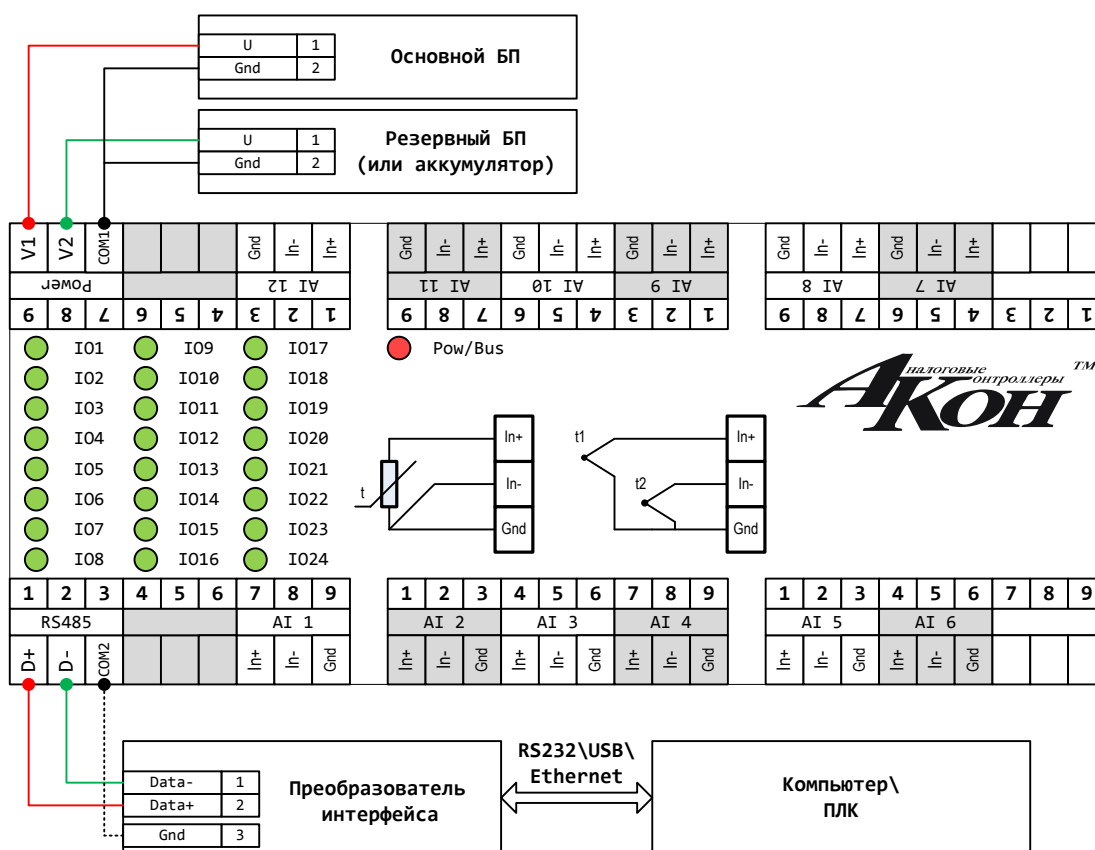 U 1
Gnd 2
Основной БП
U 1
Gnd 2
Резервный БП
(или аккумулятор)
V1 V2 COM1 Gnd In- In+ Gnd In- In+ Gnd In- In+ Gnd In- In+ Gnd In- In+ Gnd In- In+
Power AI 12 AI 11 AI 10 AI 9 AI 8 AI 7
9 8 7 6 5 4 3 2 1 9 8 7 6 5 4 3 2 1 9 8 7 6 5 4 3 2 1
IO1 IO9 IO17 Pow/Bus
IO2 IO10 IO18
IO3 IO11 IO19
IO4 IO12 IO20
IO5 IO13 IO21
IO6 IO14 IO22
IO7 IO15 IO23
IO8 IO16 IO24
АКОН
налоговые
онтроллеры
TM
t
In+
In-
Gnd
t1
t2
In+
In-
Gnd
1 2 3 4 5 6 7 8 9 1 2 3 4 5 6 7 8 9 1 2 3 4 5 6 7 8 9
RS485 AI 1 AI 2 AI 3 AI 4 AI 5 AI 6
D+ D- COM2 In+ In- Gnd In+ In- Gnd In+ In- Gnd In+ In- Gnd In+ In- Gnd In+ In- Gnd
Data- 1
Data+ 2
Gnd 3
Преобразователь
интерфейса
RS232\USB\
Ethernet
Компьютер\
ПЛК